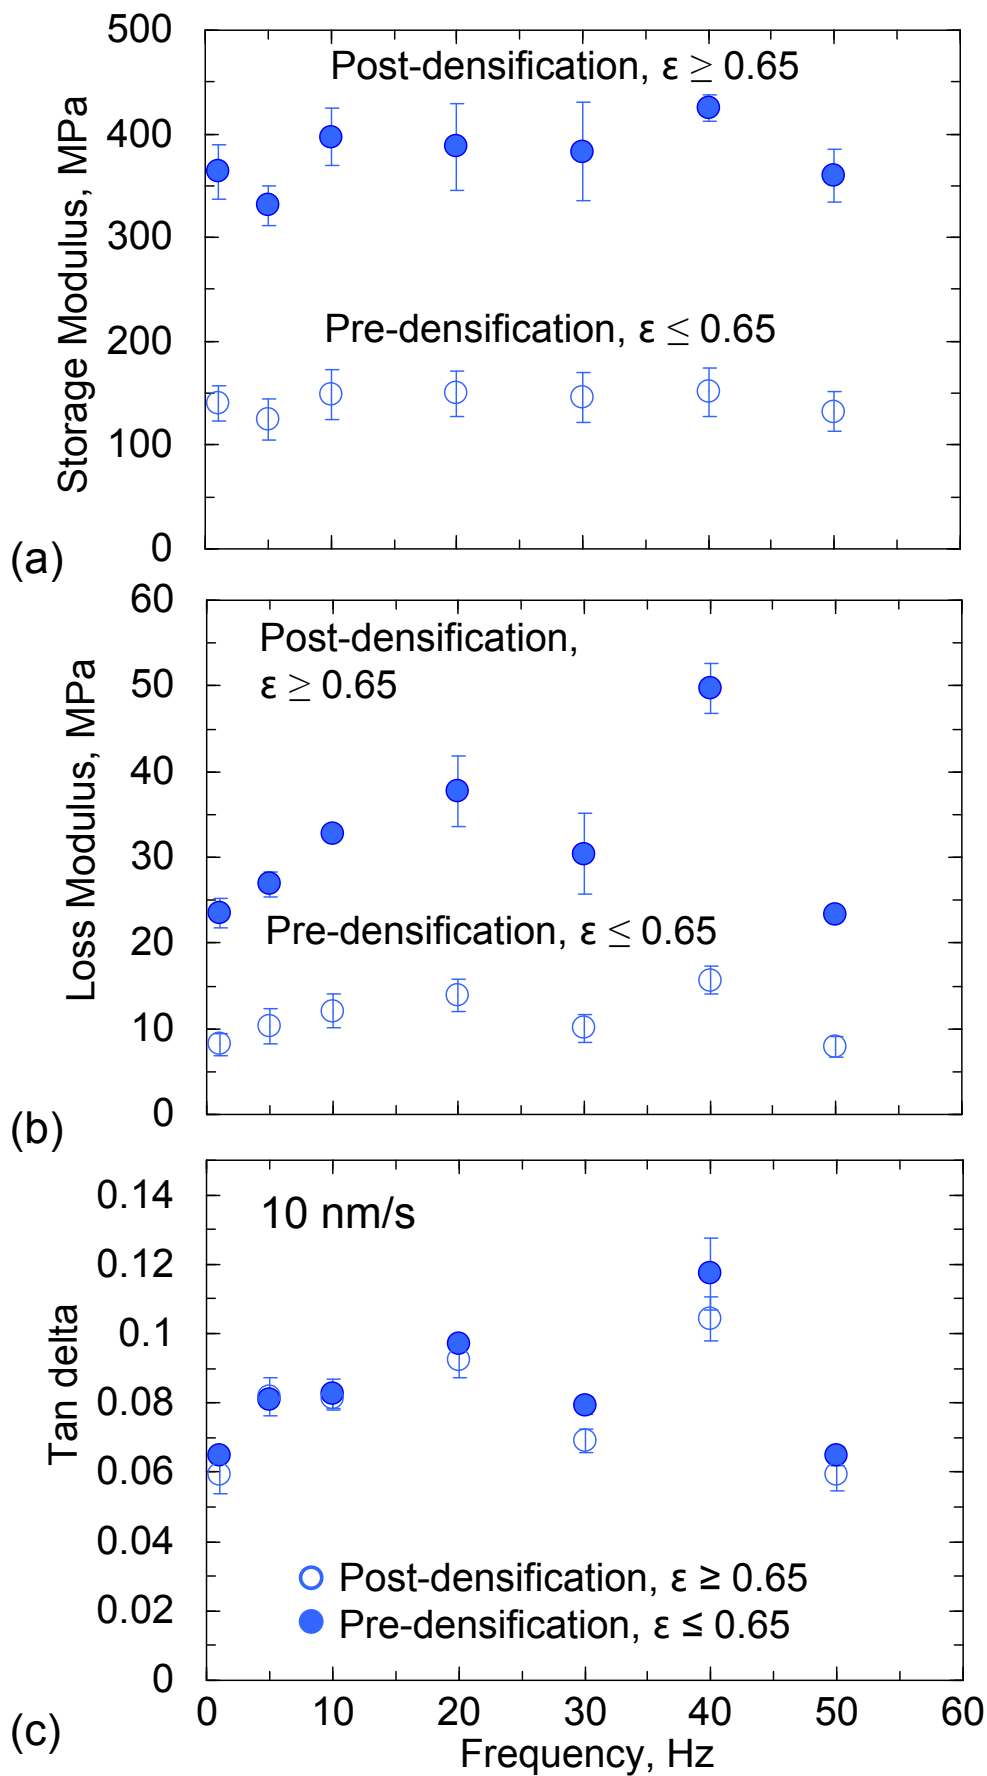 500
400
300
200
100
0
Storage Modulus, MPa
Post-densification, ε ≥ 0.65
Pre-densification, ε ≤ 0.65
(a)
60
50
40
30
20
10
0
Loss Modulus, MPa
Post-densification,
ε ≥ 0.65
Pre-densification, ε ≤ 0.65
(b)
0.14
0.12
0.1
0.08
0.06
0.04
0.02
0
Tan delta
10 nm/s
Post-densification, ε ≥ 0.65
Pre-densification, ε ≤ 0.65
0 10 20 30 40 50 60
Frequency, Hz
(c)